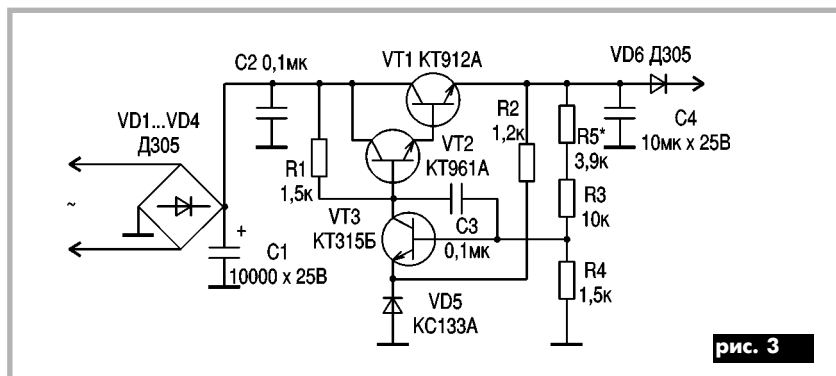 C2 0,1мк
VT1 КТ912А
VD6 Д305
VD1...VD4
Д305
R1
1,5к
VT2
КТ961А
R2
1,2к
R5*
3,9к
C4
10мк х 25В
~
+
C1
10000 х 25В
VT3
КТ315Б
C3
0,1мк
R3
10к
R4
1,5к
VD5
КС133А
рис. 3